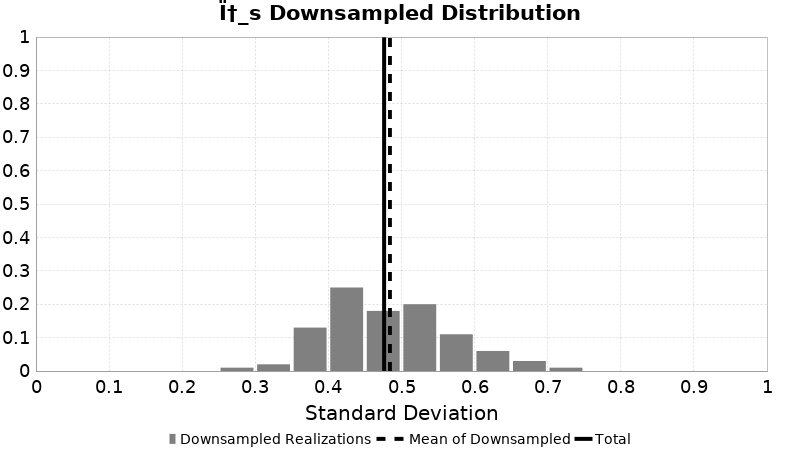 Ï†_s Downsampled Distribution
1
0.9
0.8
0.7
0.6
0.5
0.4
0.3
0.2
0.1
0
0 0.1 0.2 0.3 0.4 0.5 0.6 0.7 0.8 0.9 1
Standard Deviation
Downsampled Realizations Mean of Downsampled Total